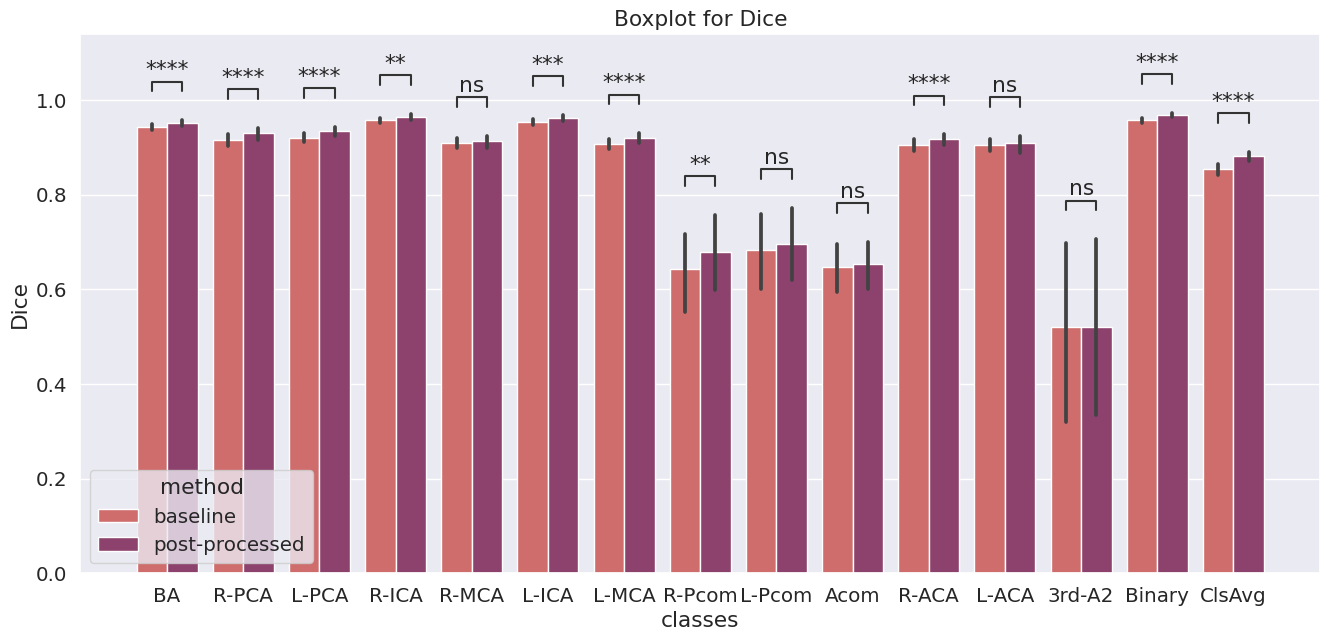 Boxplot for Dice
**** **** **** ** ns *** **** ** ns ns **** ns ns **** ****
Dice
1.0
0.8
0.6
0.4
0.2
0.0
method
baseline
post-processed
BA R-PCA L-PCA R-ICA R-MCA L-ICA L-MCA R-Pcom L-Pcom Acom R-ACA L-ACA 3rd-A2 Binary ClsAvg
classes